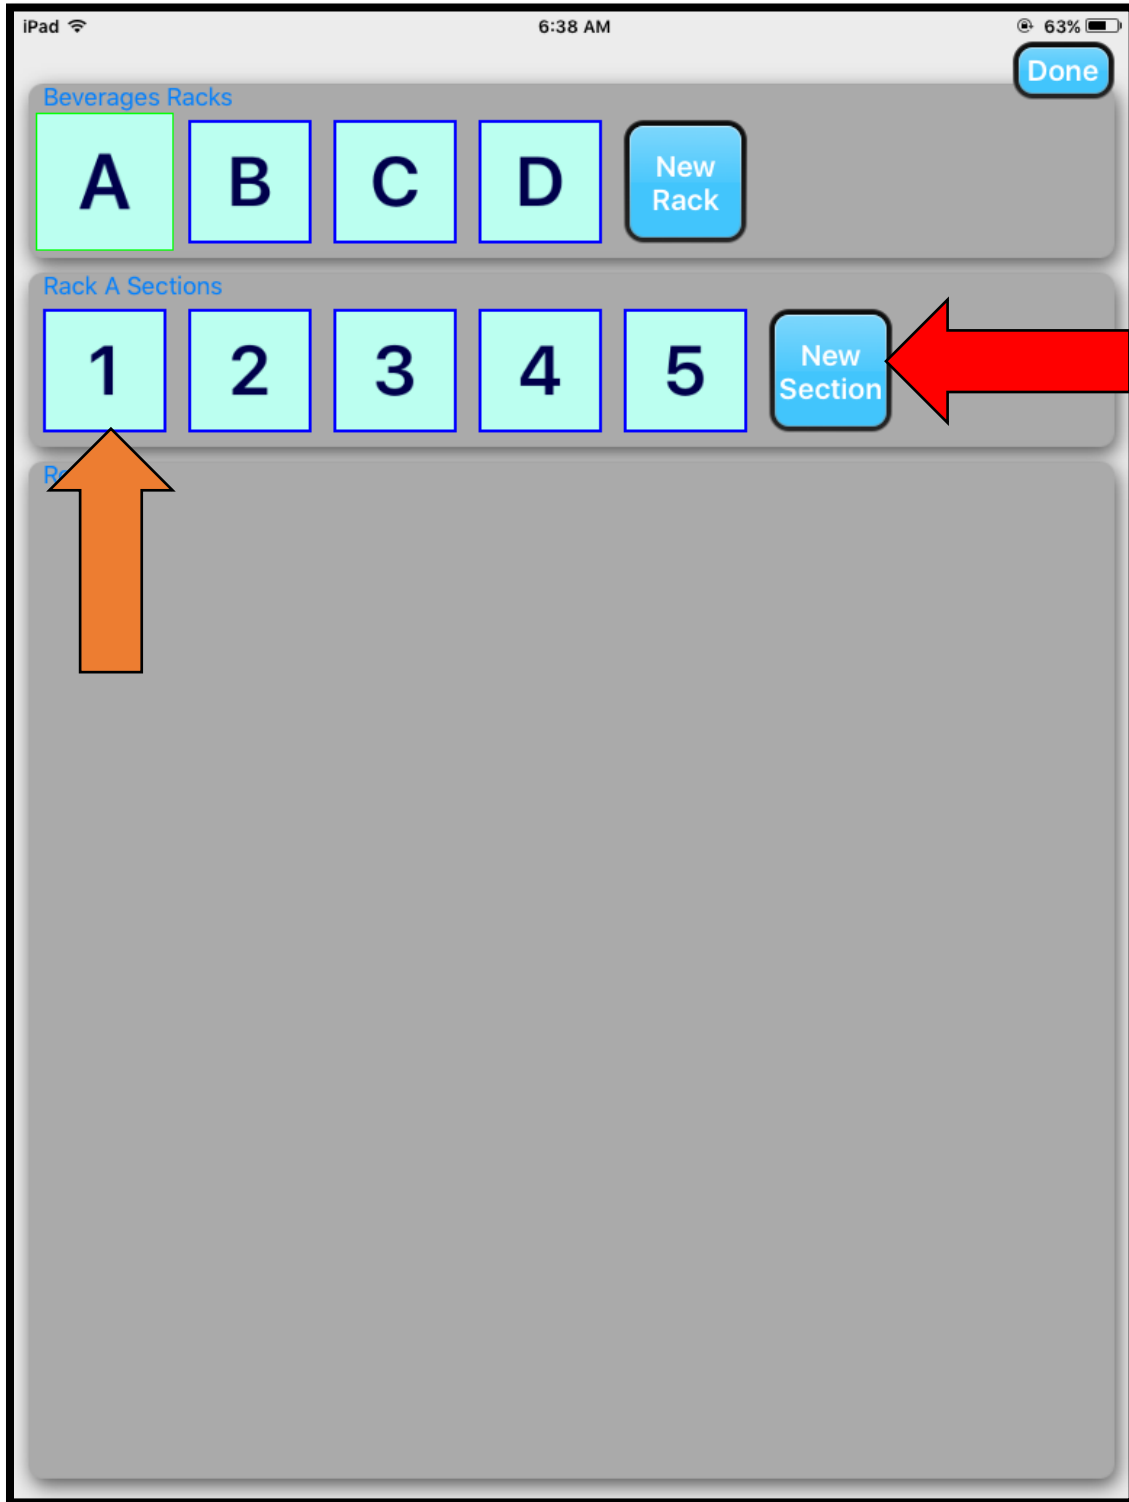 iPad 6:38 AM 63%
Done
Beverages Racks
A B C D New Rack
Rack A Sections
1 2 3 4 5 New Section